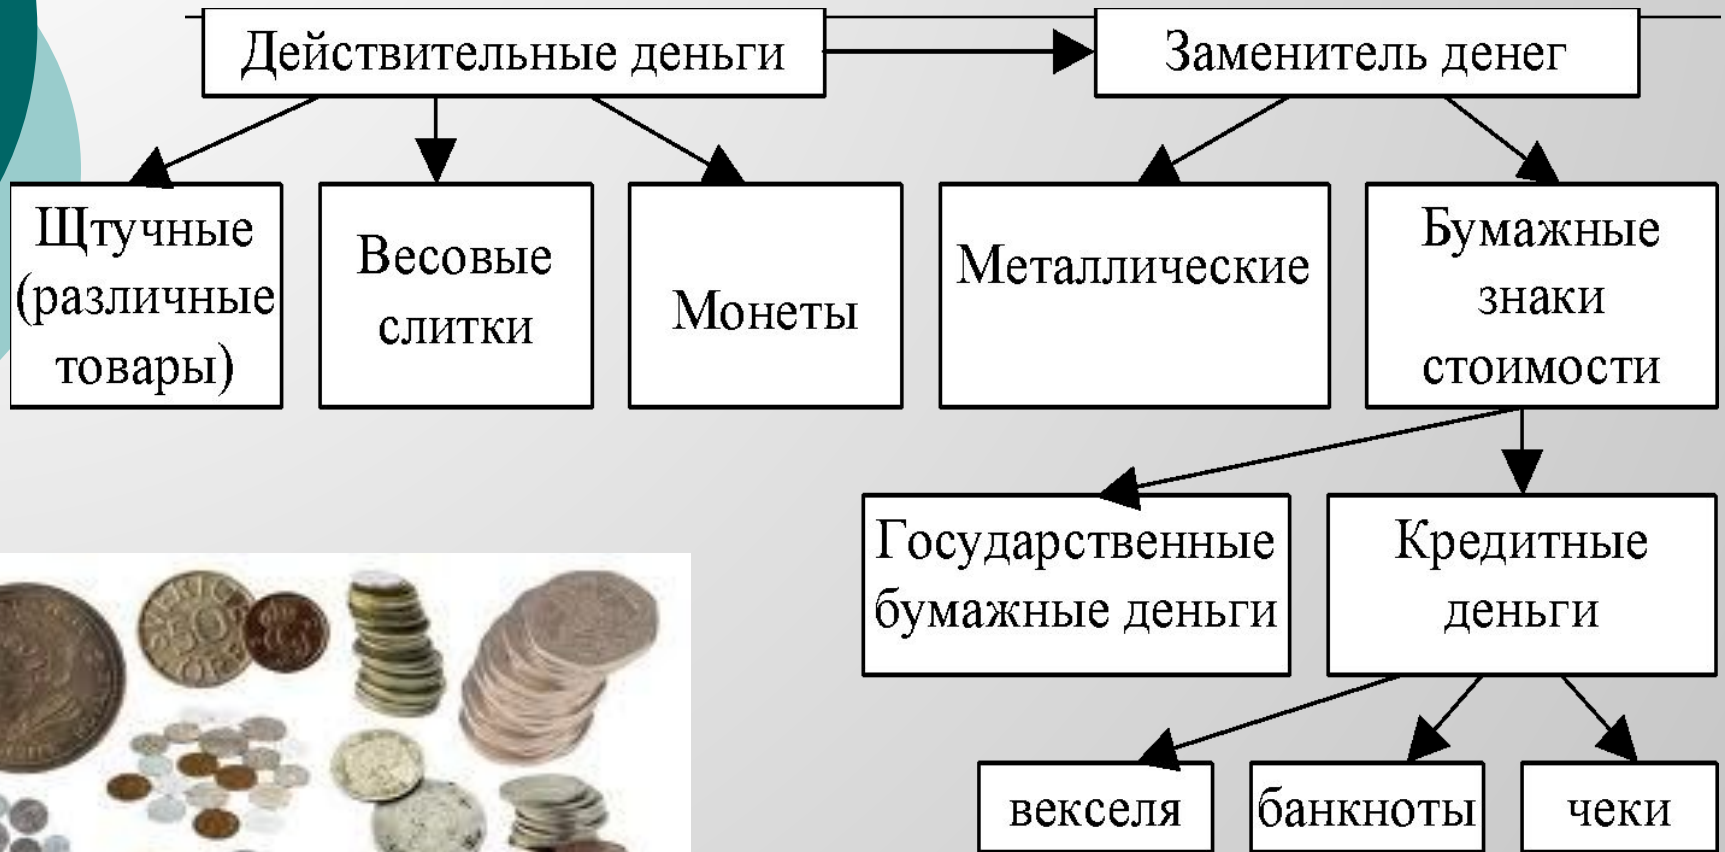 Действительные деньги
Заменитель денег
Щтучные
(различные
товары)
Весовые
слитки
Монеты
Металлические
Бумажные
знаки
стоимости
Государственные
бумажные деньги
Кредитные
деньги
векселя
банкноты
чеки